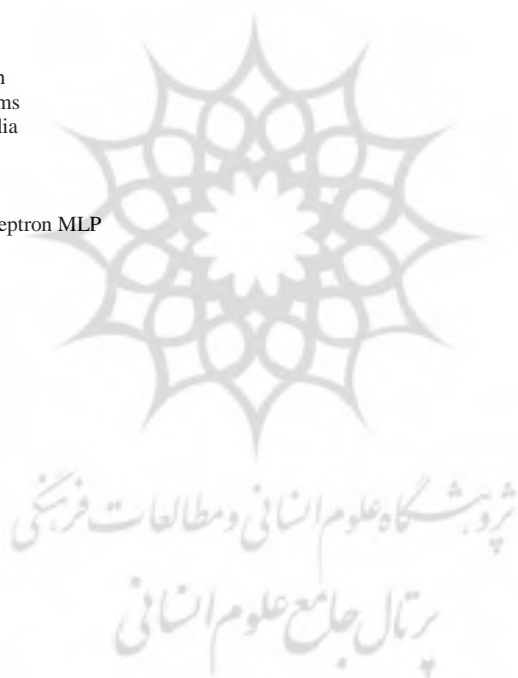 n
ms
lia
eptron MLP
پژوهشگاه علوم انسانی و مطالعات فرهنگی
پرتال جامع علوم انسانی